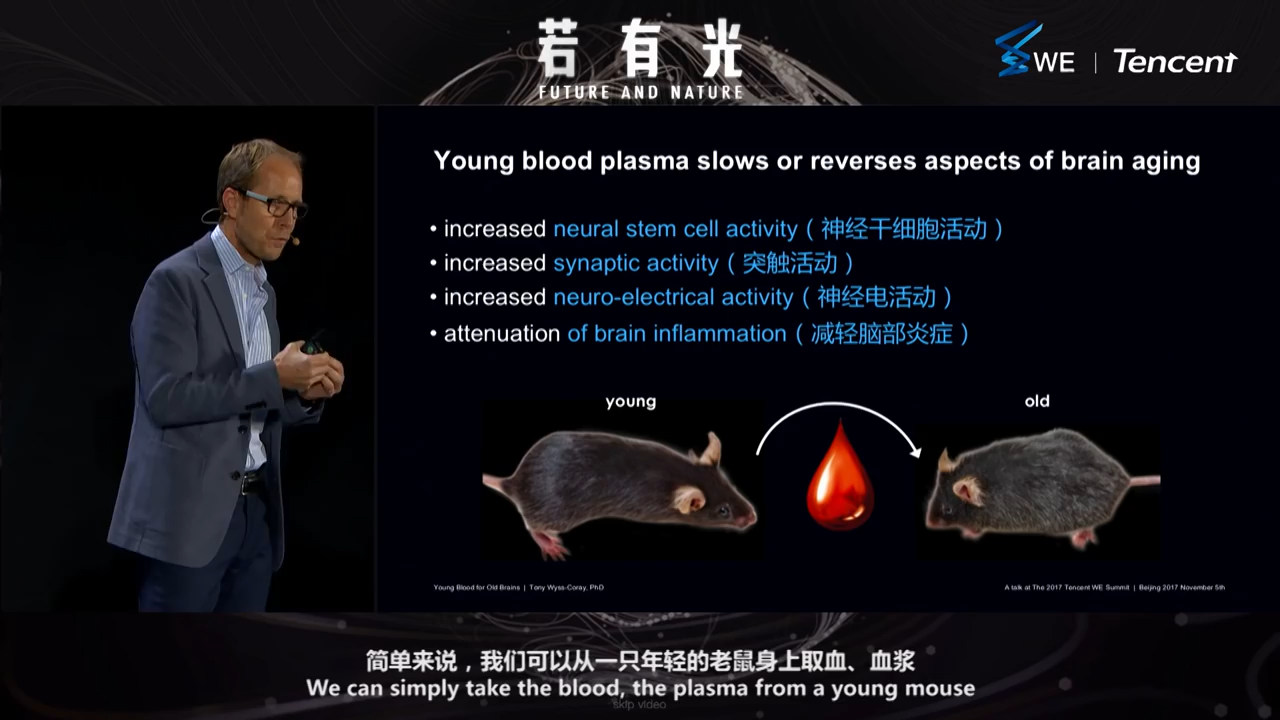 若有光
FUTURE AND NATURE
WE | Tencent
Young blood plasma slows or reverses aspects of brain aging
• increased neural stem cell activity（神经干细胞活动）
• increased synaptic activity（突触活动）
• increased neuro-electrical activity（神经电活动）
• attenuation of brain inflammation（减轻脑部炎症）
young
old
Young Blood for Old Brains | Tony Wyss-Coray, PhD
A talk at The 2017 Tencent WE Summit | Beijing 2017 November 5th
简单来说，我们可以从一只年轻的老鼠身上取血、血浆
We can simply take the blood, the plasma from a young mouse
skip video